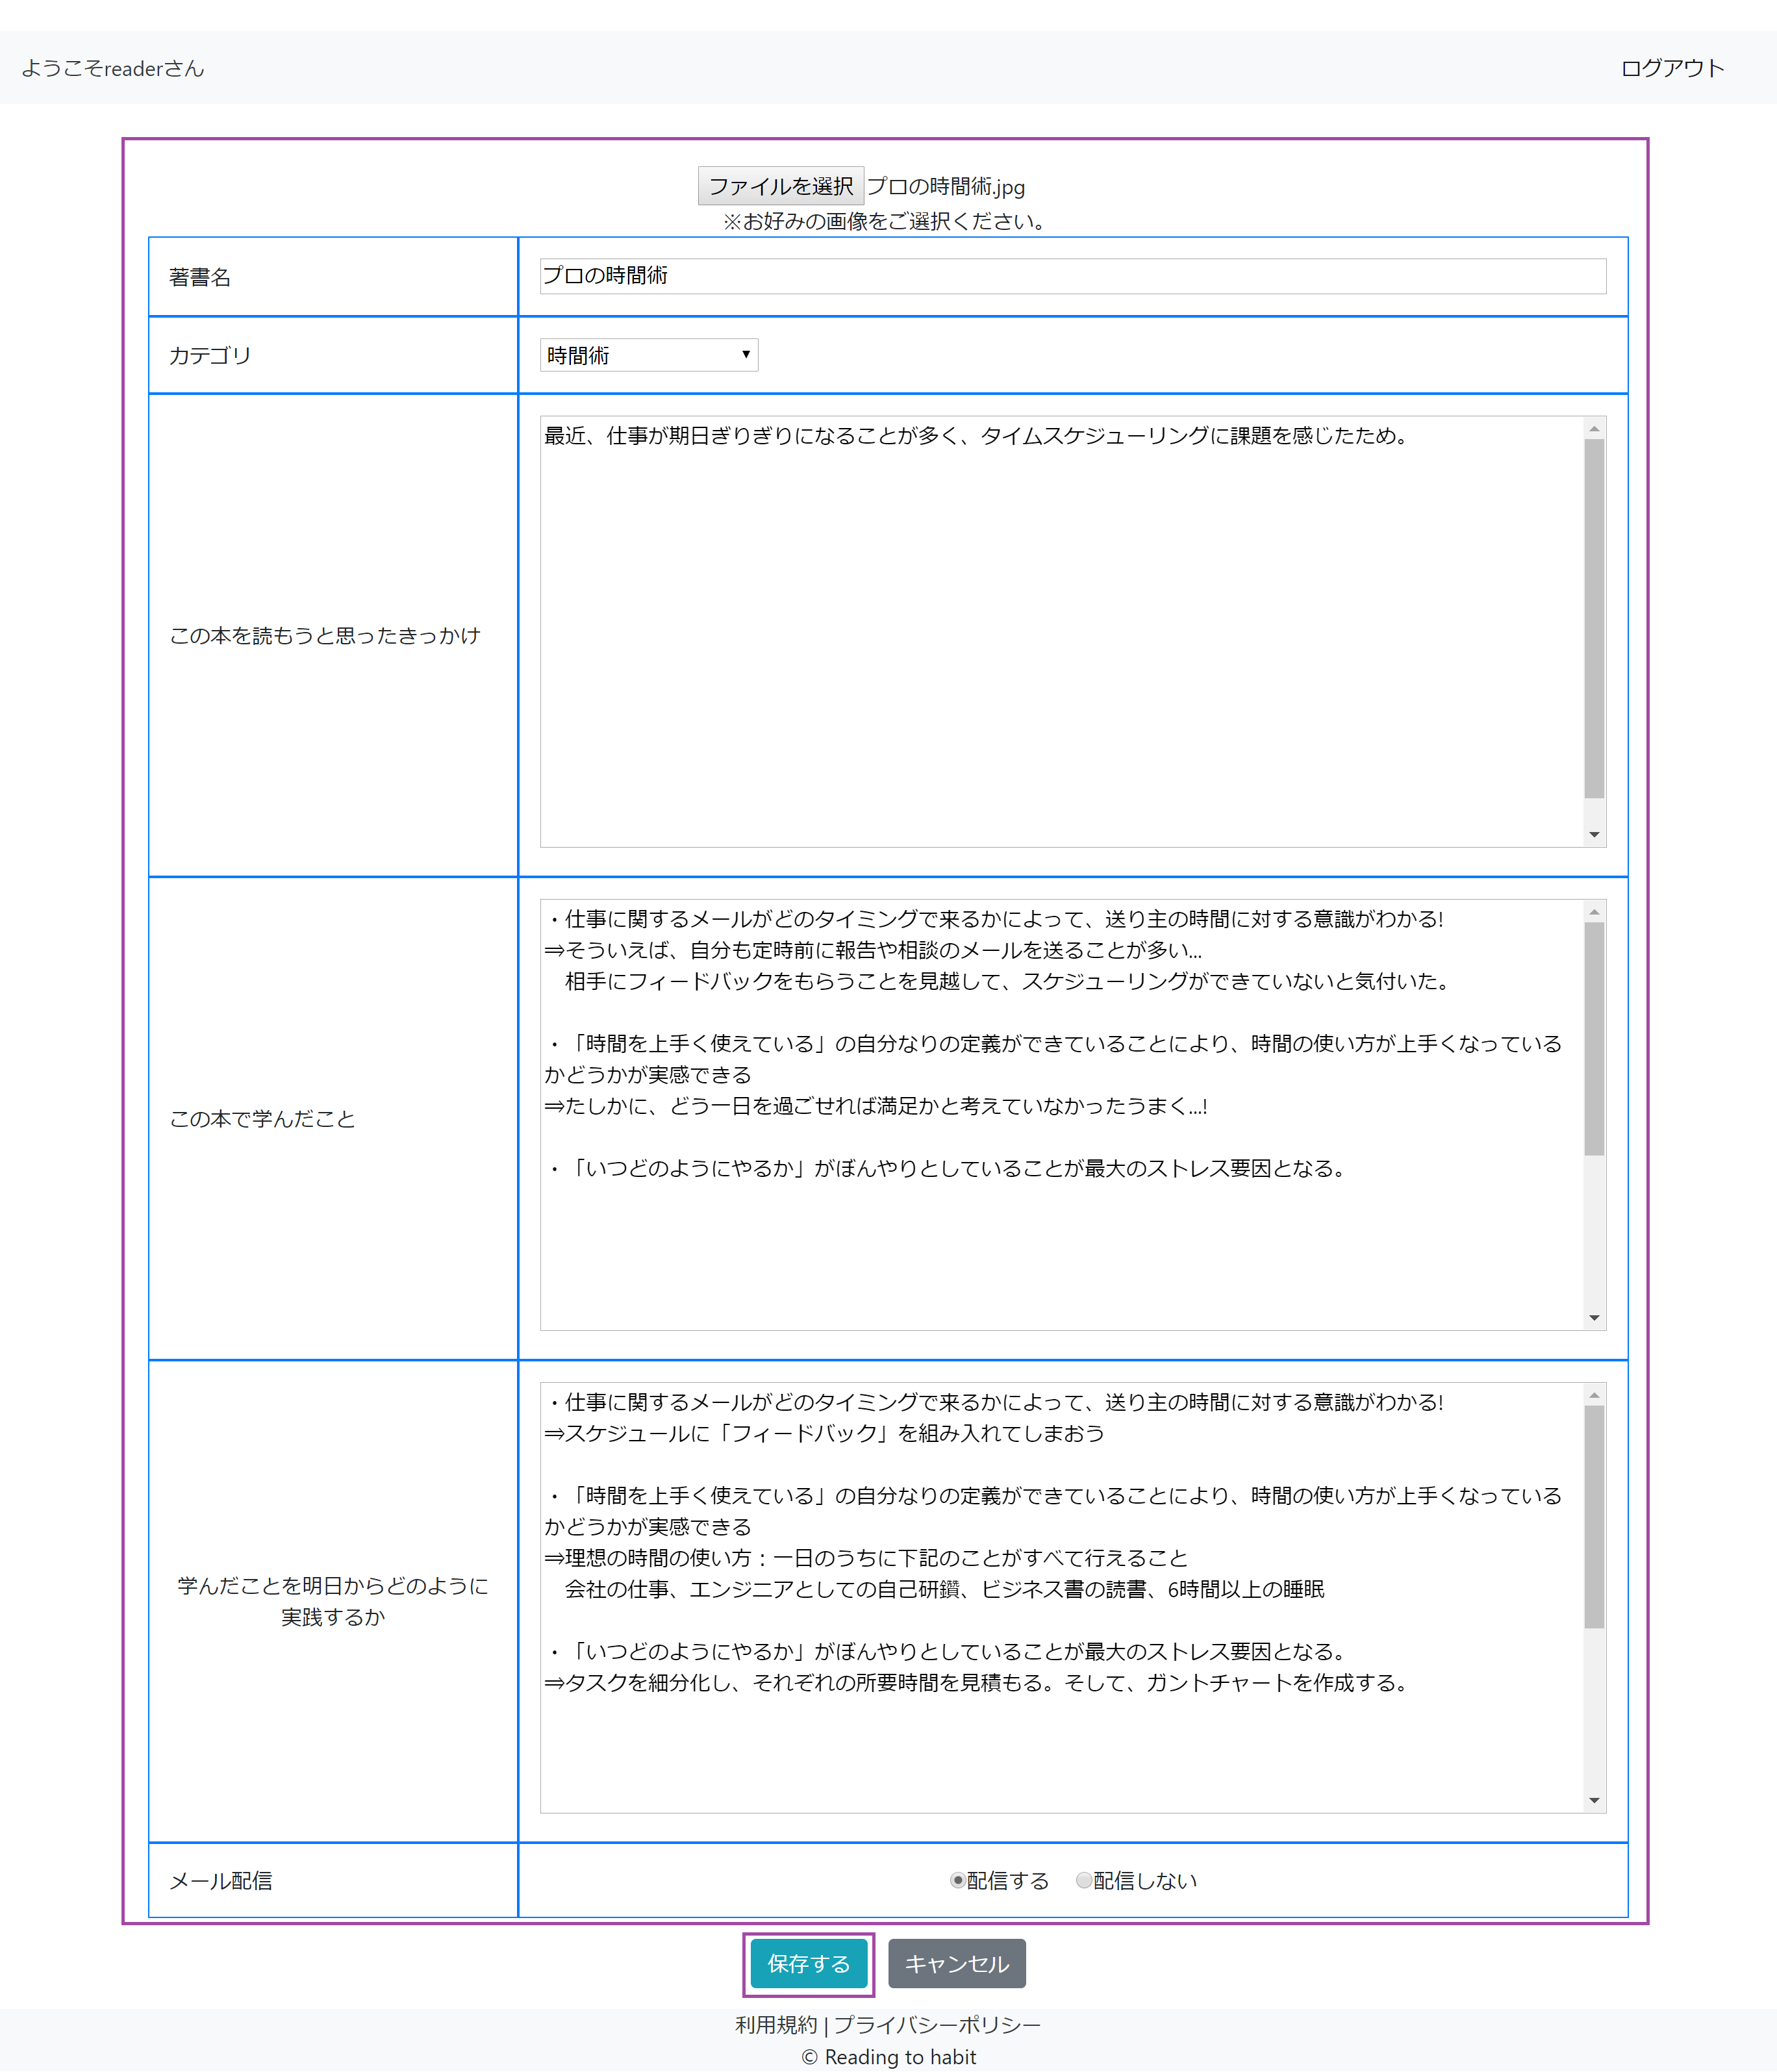 ようこそreaderさん
ログアウト
ファイルを選択 プロの時間術.jpg
※お好みの画像をご選択ください。
著書名
プロの時間術
カテゴリ
時間術
この本を読もうと思ったきっかけ
最近、仕事が期日ぎりぎりになることが多く、タイムスケジューリングに課題を感じたため。
この本で学んだこと
・仕事に関するメールがどのタイミングで来るかによって、送り主の時間に対する意識がわかる!
⇒そういえば、自分も定時前に報告や相談のメールを送ることが多い...
相手にフィードバックをもらうことを見越して、スケジューリングができていないと気付いた。
・「時間を上手く使えている」の自分なりの定義ができていることにより、時間の使い方が上手くなっている
かどうかが実感できる
⇒たしかに、どう一日を過ごせれば満足かと考えていなかったうまく...!
・「いつどのようにやるか」がぼんやりとしていることが最大のストレス要因となる。
学んだことを明日からどのように
実践するか
・仕事に関するメールがどのタイミングで来るかによって、送り主の時間に対する意識がわかる!
⇒スケジュールに「フィードバック」を組み入れてしまおう
・「時間を上手く使えている」の自分なりの定義ができていることにより、時間の使い方が上手くなっている
かどうかが実感できる
⇒理想の時間の使い方：一日のうちに下記のことがすべて行えること
会社の仕事、エンジニアとしての自己研鑽、ビジネス書の読書、6時間以上の睡眠
・「いつどのようにやるか」がぼんやりとしていることが最大のストレス要因となる。
⇒タスクを細分化し、それぞれの所要時間を見積もる。そして、ガントチャートを作成する。
メール配信
配信する 配信しない
保存する キャンセル
利用規約 | プライバシーポリシー
© Reading to habit